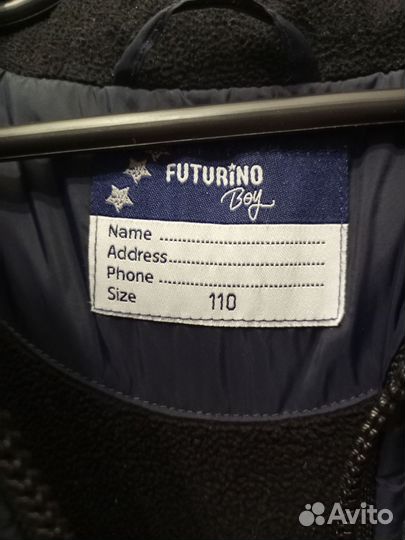 FUTURiNO
Boy
Name ........................................
Address....................................
Phone .......................................
Size 110
Avito